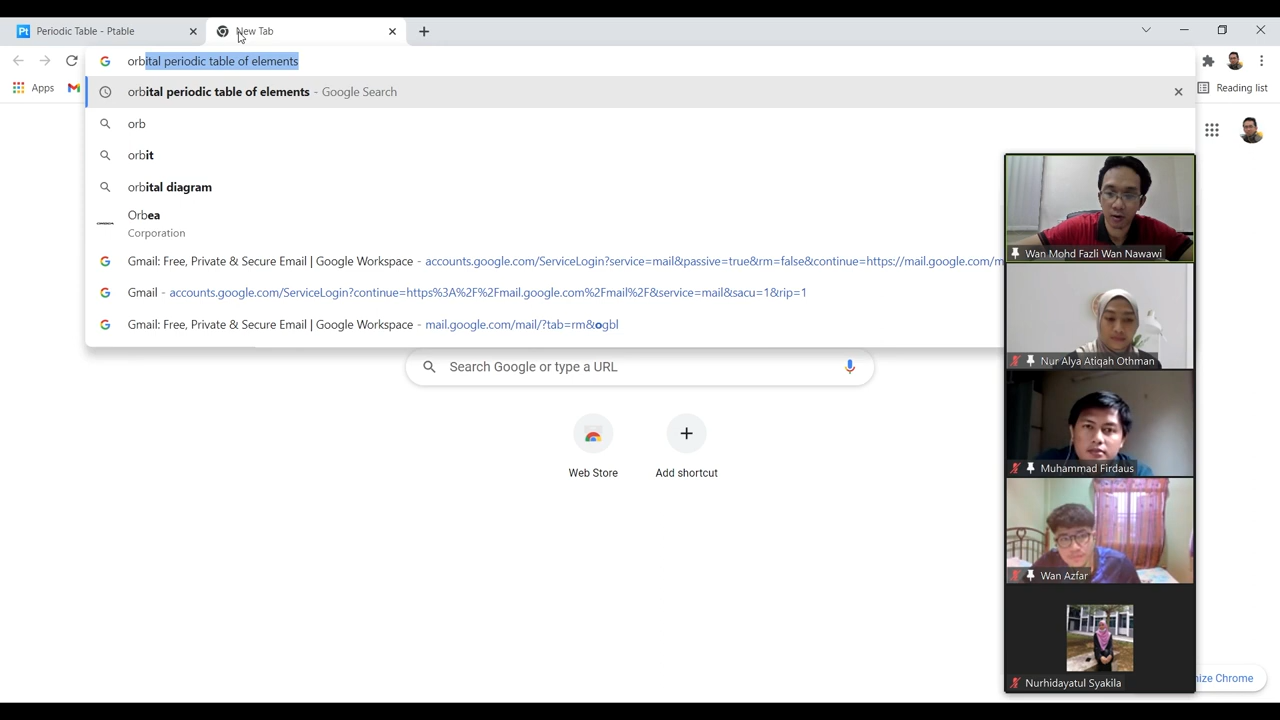 Periodic Table - Ptable
New Tab
orbital periodic table of elements
Apps
Reading list
orbital periodic table of elements - Google Search
orb
orbit
orbital diagram
Orbea
Corporation
Gmail: Free, Private & Secure Email | Google Workspace - accounts.google.com/ServiceLogin?service=mail&passive=true&rm=false&continue=https://mail.google.com/m
Gmail - accounts.google.com/ServiceLogin?continue=https%3A%2F%2Fmail.google.com%2Fmail%2F&service=mail&sacu=1&rip=1
Gmail: Free, Private & Secure Email | Google Workspace - mail.google.com/mail/?tab=rm&ogbl
Search Google or type a URL
Web Store
Add shortcut
Wan Mohd Fazli Wan Nawawi
Nur Alya Atiqah Othman
Muhammad Firdaus
Wan Azfar
Nurhidayatul Syakila
ize Chrome